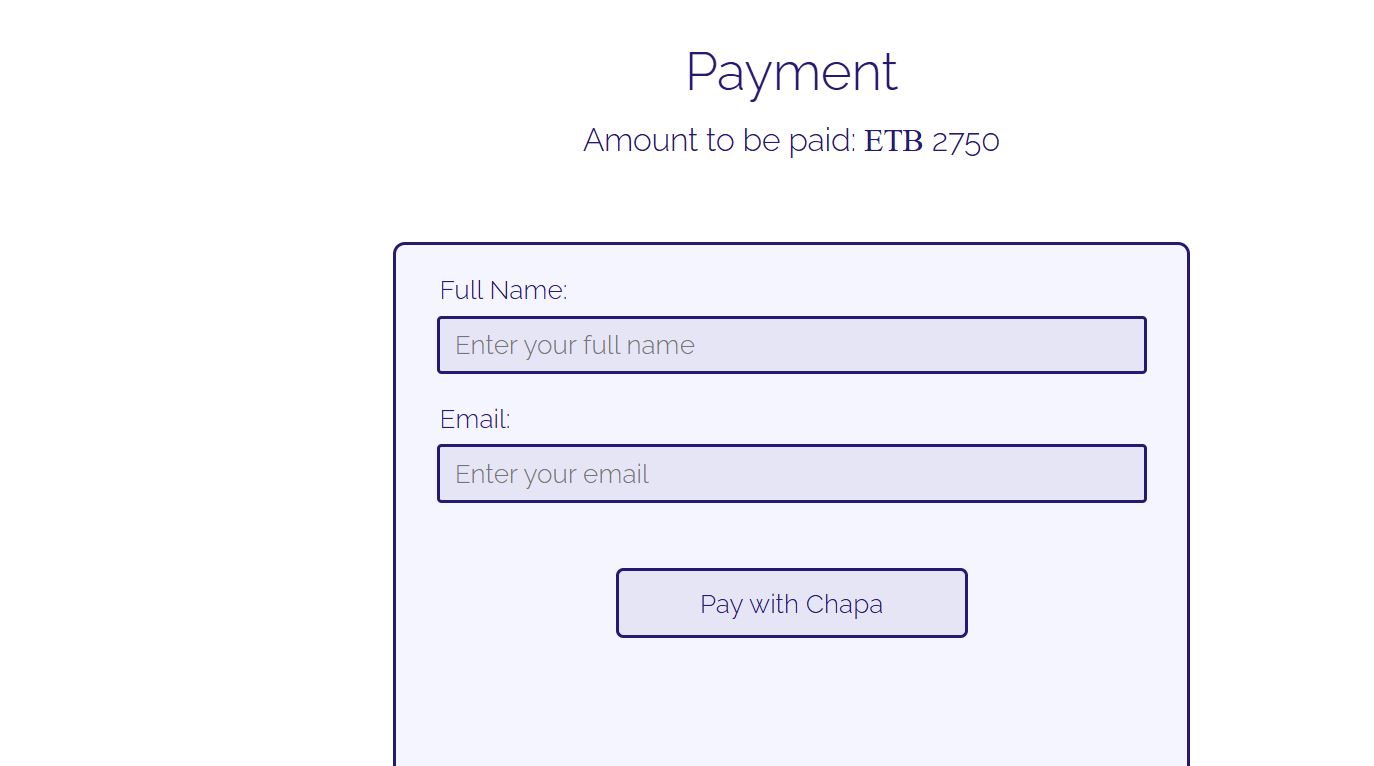 Payment
Amount to be paid: ETB 2750
Full Name:
Enter your full name
Email:
Enter your email
Pay with Chapa